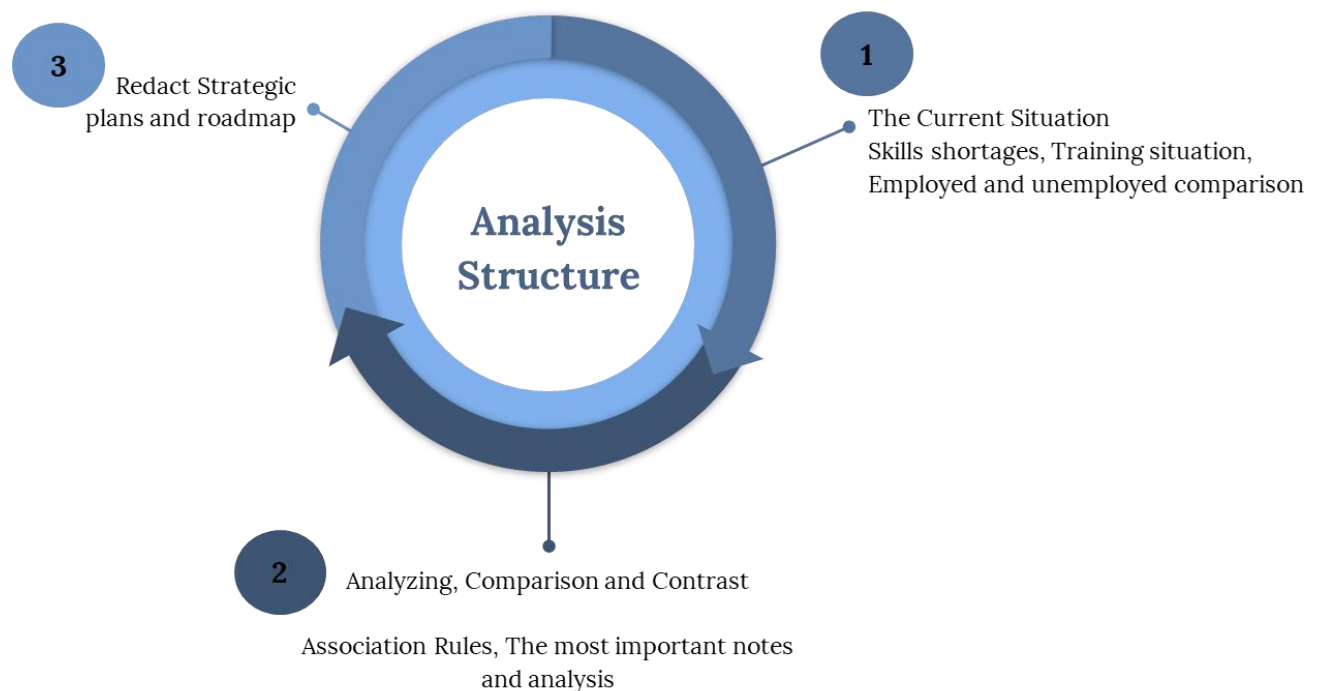 Analysis
Structure
1
The Current Situation
Skills shortages, Training situation,
Employed and unemployed comparison
2
Analyzing, Comparison and Contrast
Association Rules, The most important notes
and analysis
3
Redact Strategic
plans and roadmap